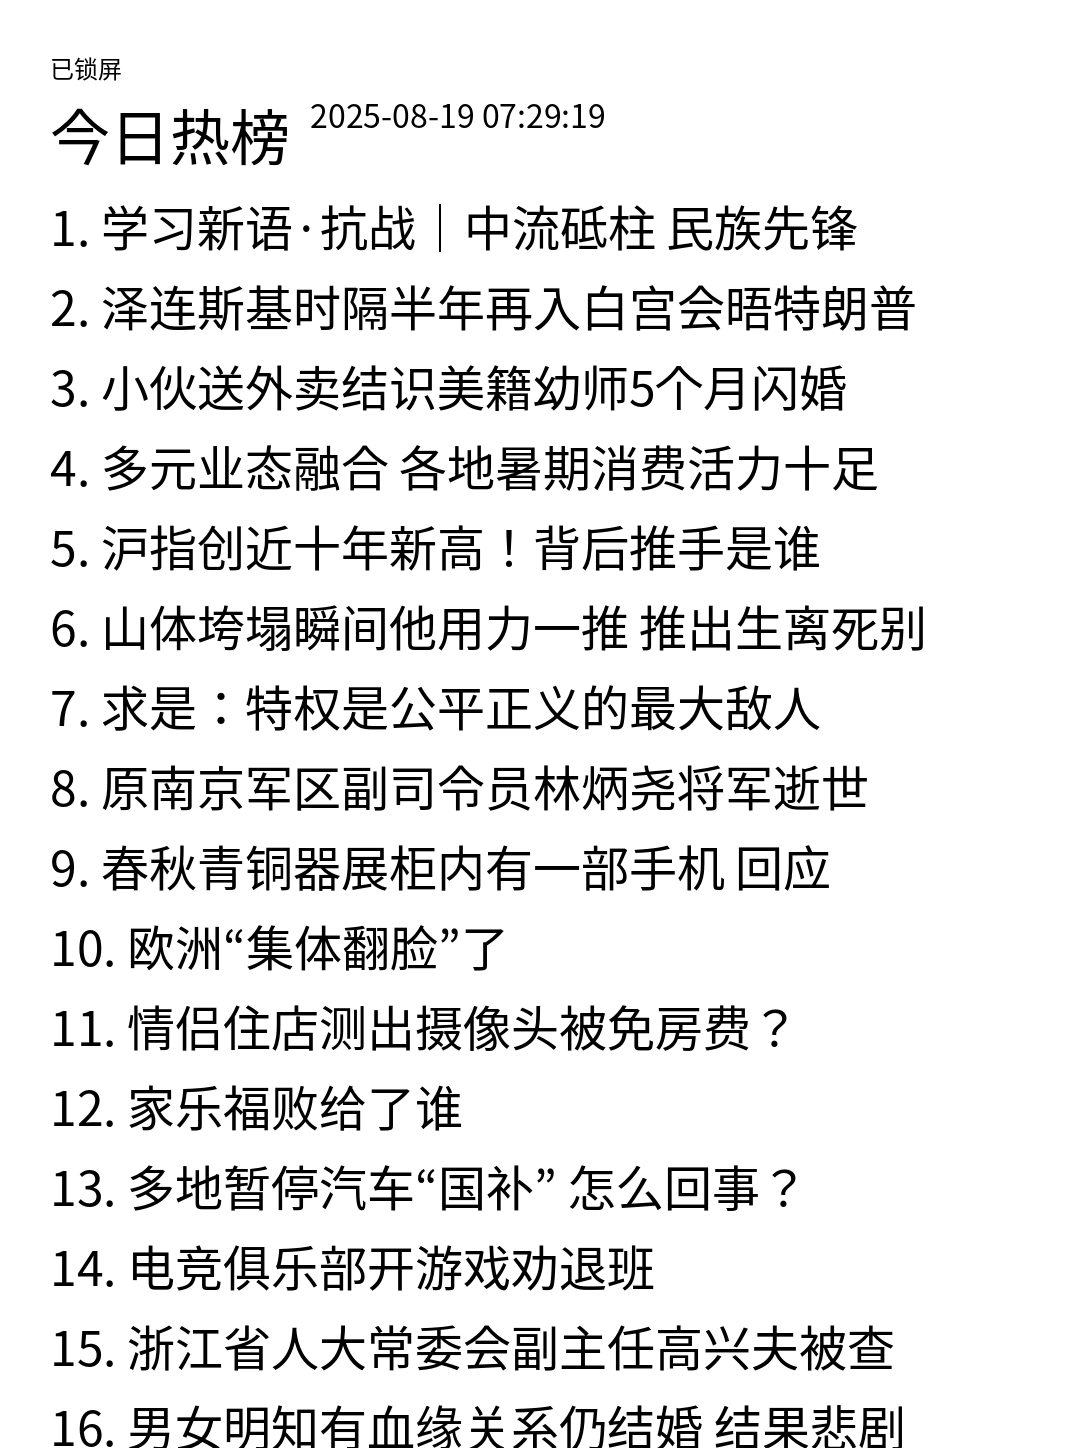 已锁屏
今日热榜 2025-08-19 07:29:19
1. 学习新语·抗战｜中流砥柱 民族先锋
2. 泽连斯基时隔半年再入白宫会晤特朗普
3. 小伙送外卖结识美籍幼师5个月闪婚
4. 多元业态融合 各地暑期消费活力十足
5. 沪指创近十年新高！背后推手是谁
6. 山体垮塌瞬间他用力一推 推出生离死别
7. 求是：特权是公平正义的最大敌人
8. 原南京军区副司令员林炳尧将军逝世
9. 春秋青铜器展柜内有一部手机 回应
10. 欧洲“集体翻脸”了
11. 情侣住店测出摄像头被免房费？
12. 家乐福败给了谁
13. 多地暂停汽车“国补” 怎么回事？
14. 电竞俱乐部开游戏劝退班
15. 浙江省人大常委会副主任高兴夫被查
16. 男女明知有血缘关系仍结婚 结果悲剧